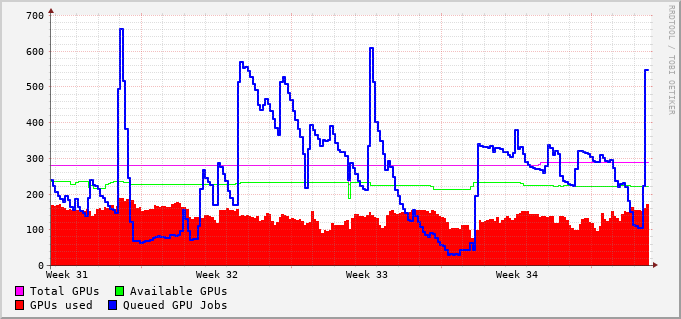 700
600
500
400
300
200
100
0
Week 31 Week 32 Week 33 Week 34
Total GPUs Available GPUs
GPUs used Queued GPU Jobs
RRDTOOL / TOBI OETIKER